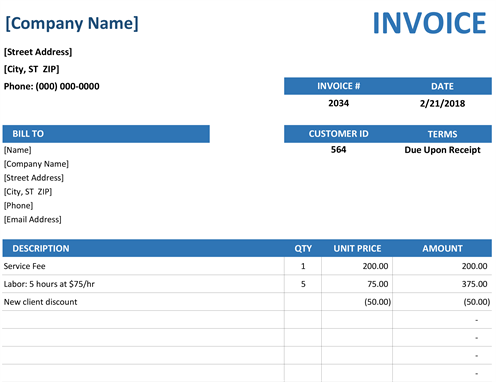 [Company Name]
INVOICE
[Street Address]
[City, ST  ZIP]
Phone: (000) 000-0000
INVOICE # DATE
2034 2/21/2018
BILL TO CUSTOMER ID TERMS
[Name] 564 Due Upon Receipt
[Company Name]
[Street Address]
[City, ST  ZIP]
[Phone]
[Email Address]
DESCRIPTION QTY UNIT PRICE AMOUNT
Service Fee 1 200.00 200.00
Labor: 5 hours at $75/hr 5 75.00 375.00
New client discount (50.00) (50.00)
-
-
-
-